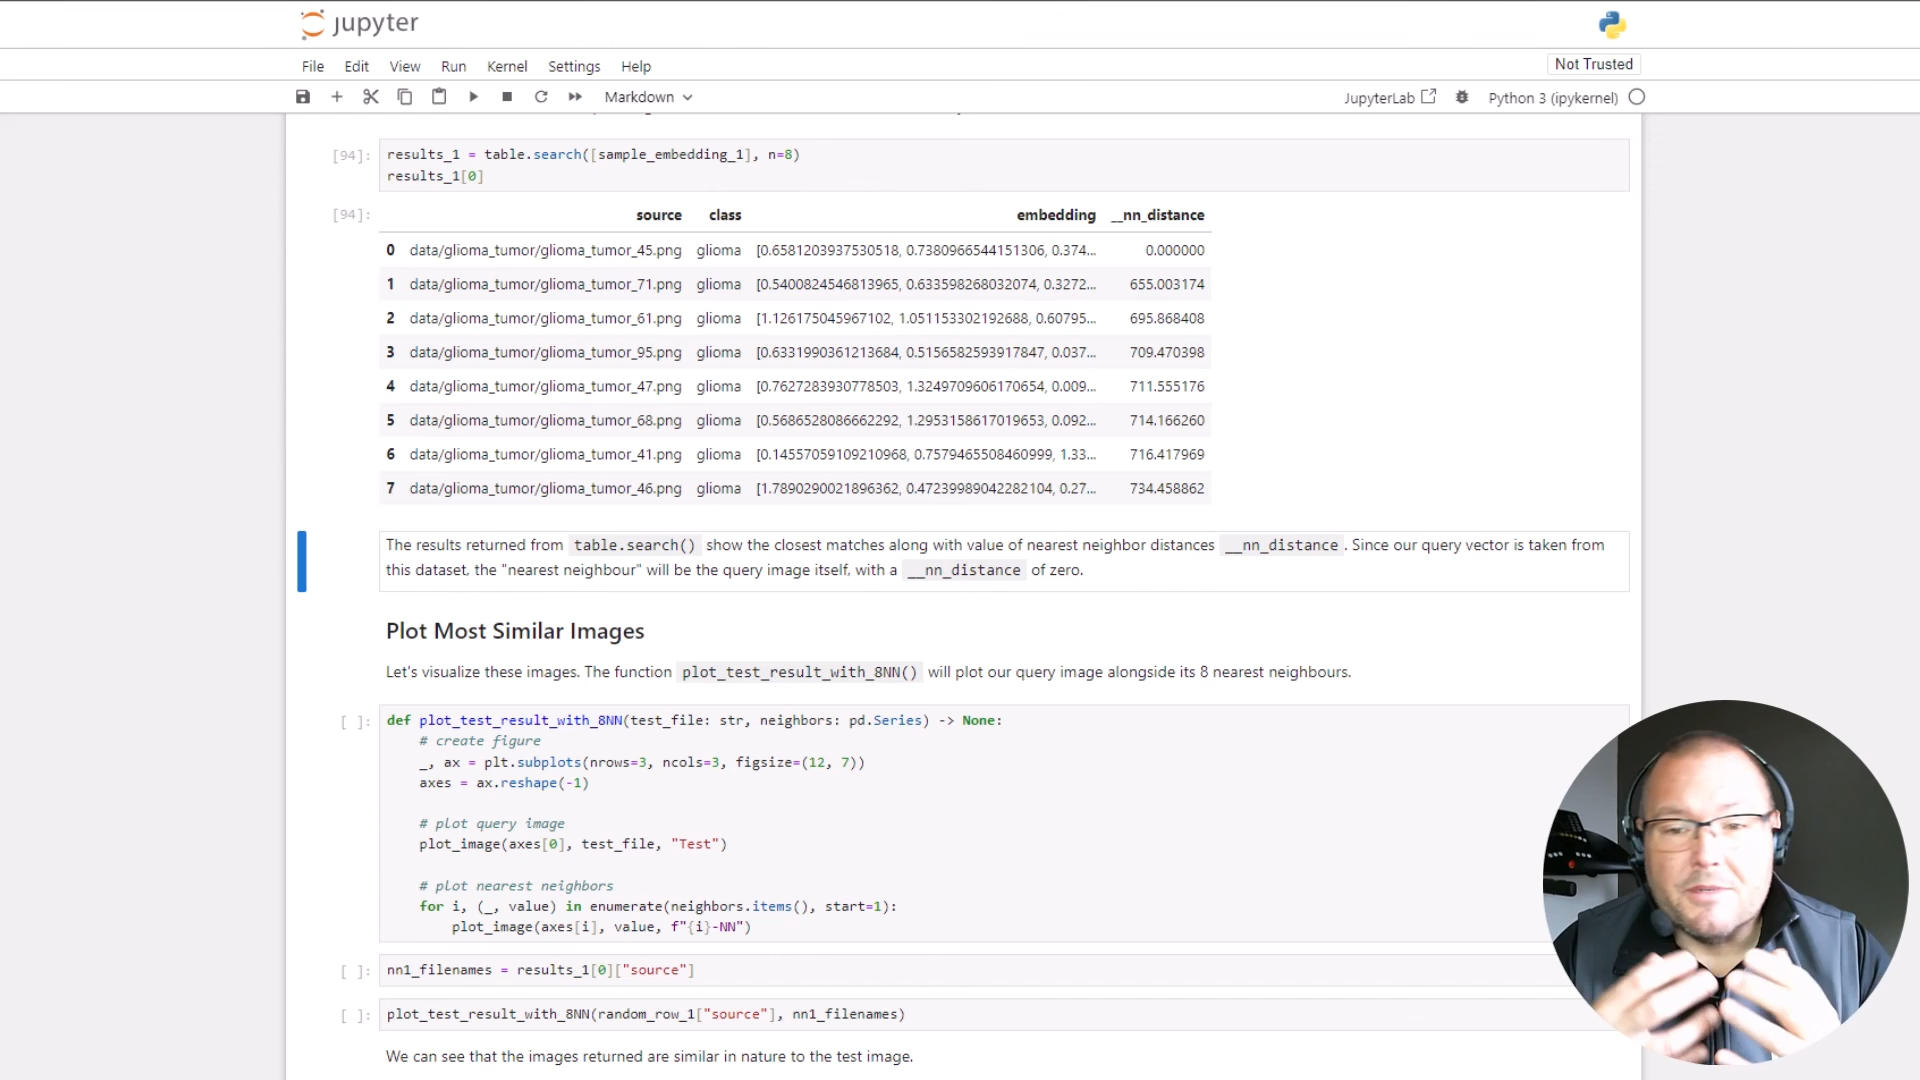 jupyter
File Edit View Run Kernel Settings Help
Not Trusted
Markdown
JupyterLab
Python 3 (ipykernel)
[94]:
results_1 = table.search([sample_embedding_1], n=8)
results_1[0]
[94]:
source class embedding __nn_distance
0 data/glioma_tumor/glioma_tumor_45.png glioma [0.6581203937530518, 0.7380966544151306, 0.374... 0.000000
1 data/glioma_tumor/glioma_tumor_71.png glioma [0.5400824546813965, 0.633598268032074, 0.3272... 655.003174
2 data/glioma_tumor/glioma_tumor_61.png glioma [1.126175045967102, 1.051153302192688, 0.60795... 695.868408
3 data/glioma_tumor/glioma_tumor_95.png glioma [0.6331990361213684, 0.5156582593917847, 0.037... 709.470398
4 data/glioma_tumor/glioma_tumor_47.png glioma [0.7627283930778503, 1.3249709606170654, 0.009... 711.555176
5 data/glioma_tumor/glioma_tumor_68.png glioma [0.5686528086662292, 1.2953158617019653, 0.092... 714.166260
6 data/glioma_tumor/glioma_tumor_41.png glioma [0.14557059109210968, 0.7579465508460999, 1.33... 716.417969
7 data/glioma_tumor/glioma_tumor_46.png glioma [1.7890290021896362, 0.47239989042282104, 0.27... 734.458862
The results returned from table.search() show the closest matches along with value of nearest neighbor distances __nn_distance . Since our query vector is taken from
this dataset, the "nearest neighbour" will be the query image itself, with a __nn_distance of zero.
Plot Most Similar Images
Let's visualize these images. The function plot_test_result_with_8NN() will plot our query image alongside its 8 nearest neighbours.
[ ]:
def plot_test_result_with_8NN(test_file: str, neighbors: pd.Series) -> None:
# create figure
_, ax = plt.subplots(nrows=3, ncols=3, figsize=(12, 7))
axes = ax.reshape(-1)
# plot query image
plot_image(axes[0], test_file, "Test")
# plot nearest neighbors
for i, (_, value) in enumerate(neighbors.items(), start=1):
plot_image(axes[i], value, f"{i}-NN")
[ ]:
nn1_filenames = results_1[0]["source"]
[ ]:
plot_test_result_with_8NN(random_row_1["source"], nn1_filenames)
We can see that the images returned are similar in nature to the test image.